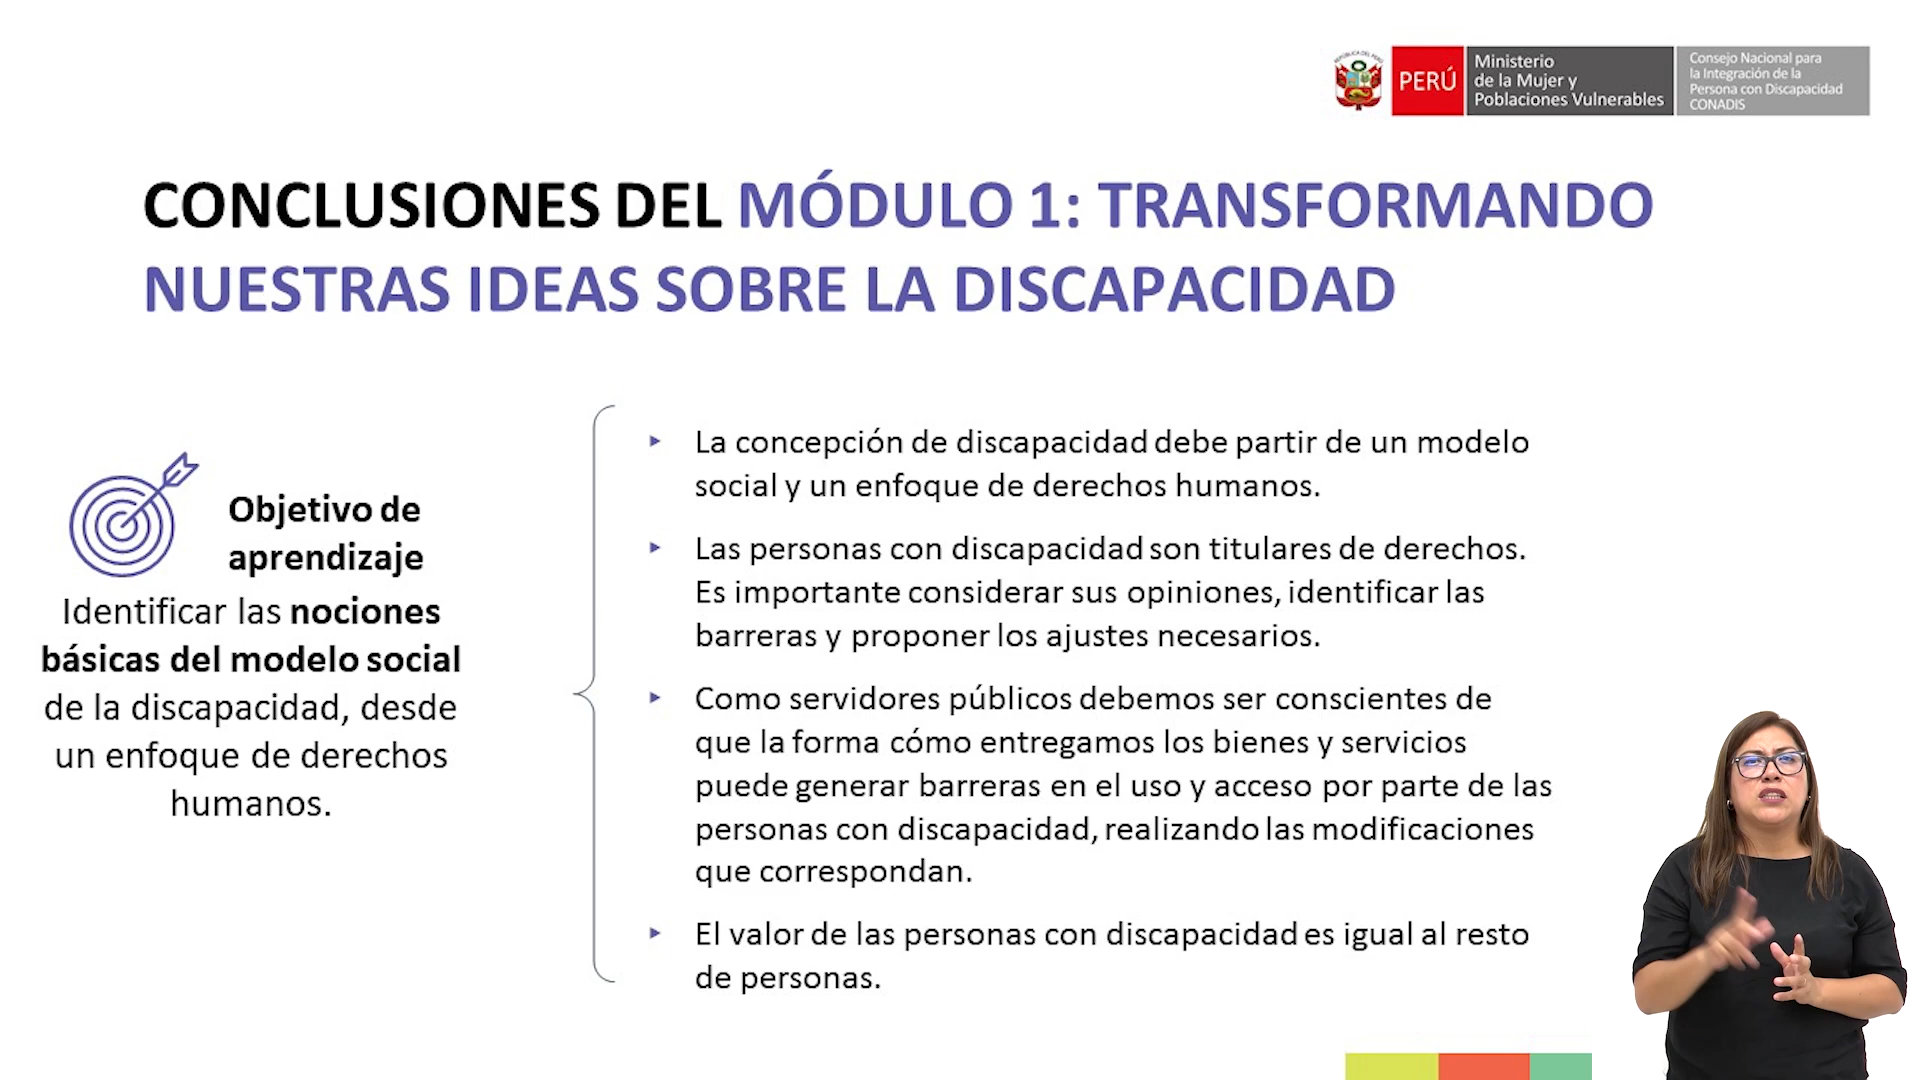 REPÚBLICA DEL PERÚ
PERÚ
Ministerio
de la Mujer y
Poblaciones Vulnerables
Consejo Nacional para
la Integración de la
Persona con Discapacidad
CONADIS
CONCLUSIONES DEL MÓDULO 1: TRANSFORMANDO
NUESTRAS IDEAS SOBRE LA DISCAPACIDAD
Objetivo de
aprendizaje
Identificar las nociones
básicas del modelo social
de la discapacidad, desde
un enfoque de derechos
humanos.
La concepción de discapacidad debe partir de un modelo
social y un enfoque de derechos humanos.
Las personas con discapacidad son titulares de derechos.
Es importante considerar sus opiniones, identificar las
barreras y proponer los ajustes necesarios.
Como servidores públicos debemos ser conscientes de
que la forma cómo entregamos los bienes y servicios
puede generar barreras en el uso y acceso por parte de las
personas con discapacidad, realizando las modificaciones
que correspondan.
El valor de las personas con discapacidad es igual al resto
de personas.